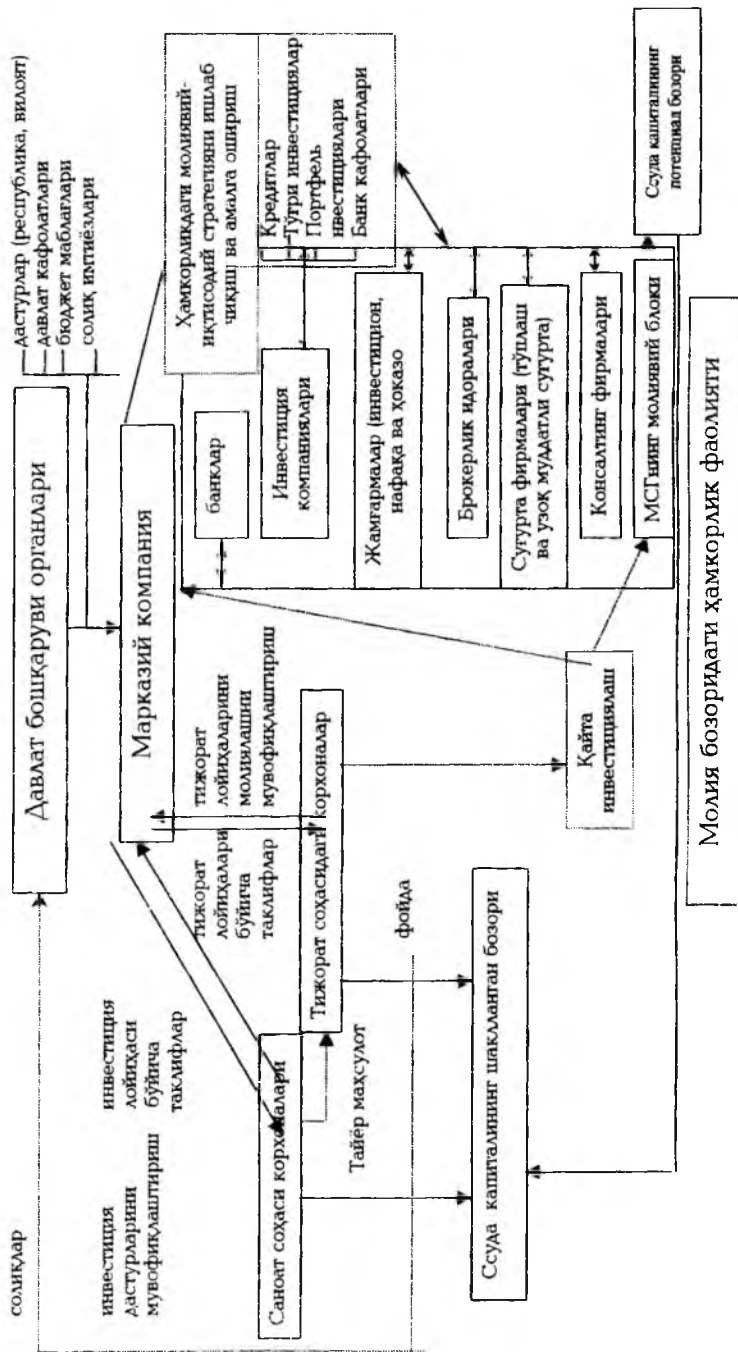 солиқлар
дастурлар (республика, вилоят)
давлат кафолатлари
бюджет маблағлари
солиқ имтиёзлари
Давлат бошқаруви органлари
инвестиция
дастурларини
мувофиқлаштириш
инвестиция
лойиҳаси
бўйича
таклифлар
Марказий компания
Ҳамкорликдаги молиявий-
иқтисодий стратегияни ишлаб
чиқиш ва амалга ошириш
тижорат
лойиҳалари
бўйича
таклифлар
тижорат
лойиҳаларини
молиялашни
мувофиқлаштириш
банклар
Кредитлар
Тўғри инвестициялар
Портфель
нвестициялари
Банк кафолатлари
Саноат соҳаси корхоналари
Тижорат соҳасидаги корхоналар
Инвестиция
компаниялари
Тайёр маҳсулот
фойда
Жамғармалар (инвестицион,
нафақа ва ҳоказо
Брокерлик идоралари
Суғурта фирмалари (тўплаш
ва узоқ муддатли суғурта)
Ссуда капиталининг шаклланган бозори
Қайта
инвестициялаш
Консалтинг фирмалари
МСГнинг молиявий блоки
Ссуда капиталининг
потенциад бозори
Молия бозоридаги ҳамкорлик фаолияти